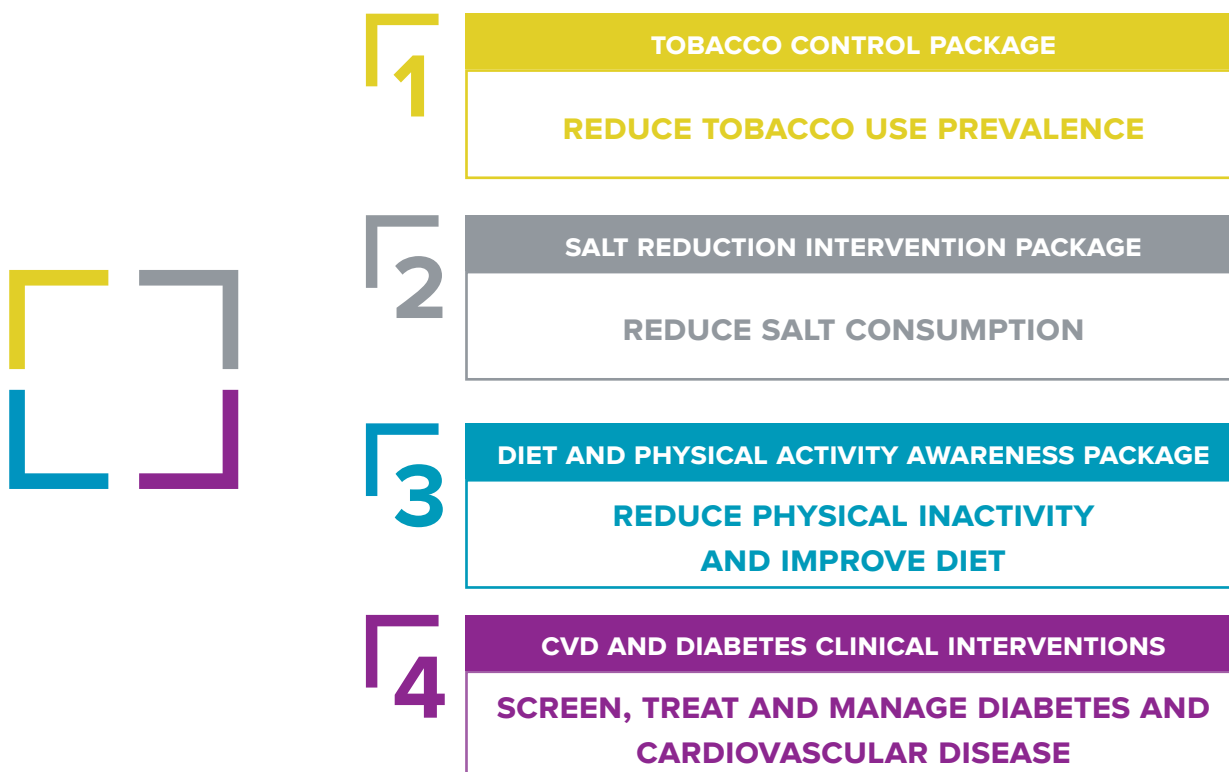 1
TOBACCO CONTROL PACKAGE
REDUCE TOBACCO USE PREVALENCE
2
SALT REDUCTION INTERVENTION PACKAGE
REDUCE SALT CONSUMPTION
3
DIET AND PHYSICAL ACTIVITY AWARENESS PACKAGE
REDUCE PHYSICAL INACTIVITY
AND IMPROVE DIET
4
CVD AND DIABETES CLINICAL INTERVENTIONS
SCREEN, TREAT AND MANAGE DIABETES AND
CARDIOVASCULAR DISEASE